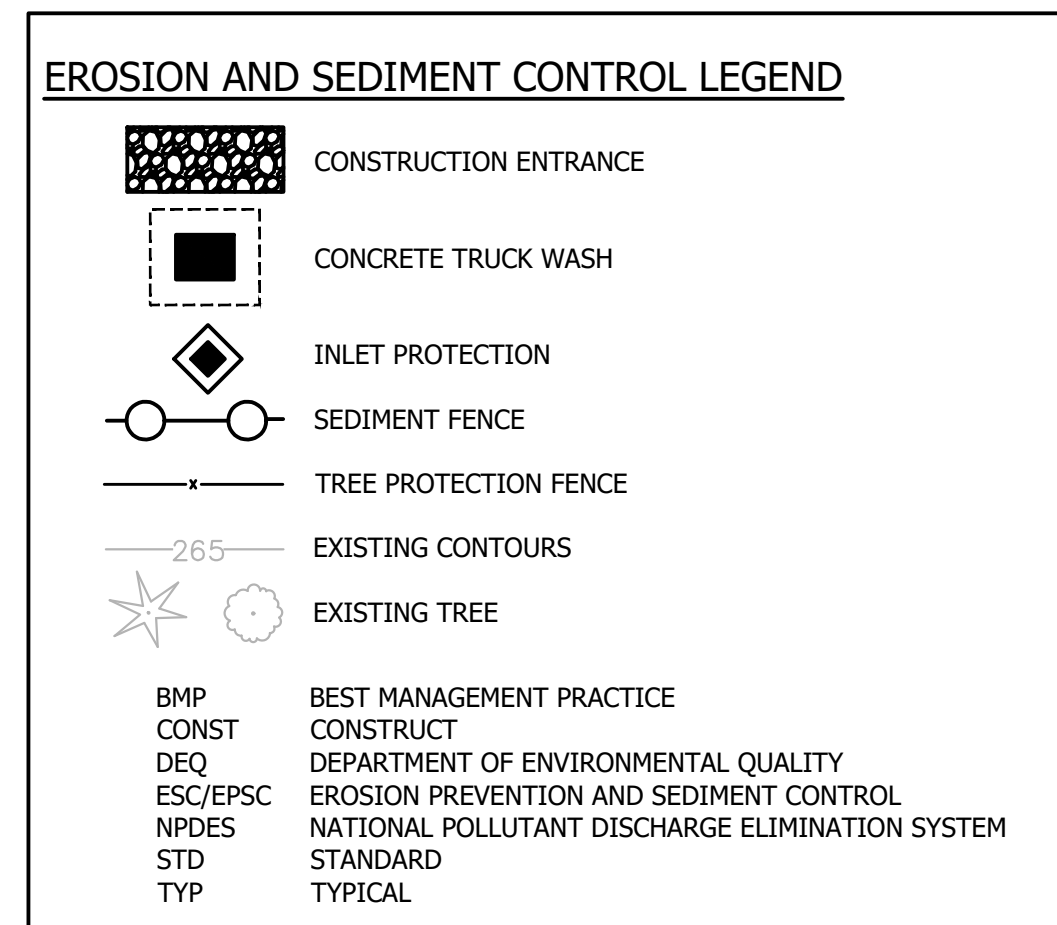 EROSION AND SEDIMENT CONTROL LEGEND
CONSTRUCTION ENTRANCE
CONCRETE TRUCK WASH
INLET PROTECTION
SEDIMENT FENCE
x TREE PROTECTION FENCE
265 EXISTING CONTOURS
EXISTING TREE
BMP BEST MANAGEMENT PRACTICE
CONST CONSTRUCT
DEQ DEPARTMENT OF ENVIRONMENTAL QUALITY
ESC/EPSC EROSION PREVENTION AND SEDIMENT CONTROL
NPDES NATIONAL POLLUTANT DISCHARGE ELIMINATION SYSTEM
STD STANDARD
TYP TYPICAL